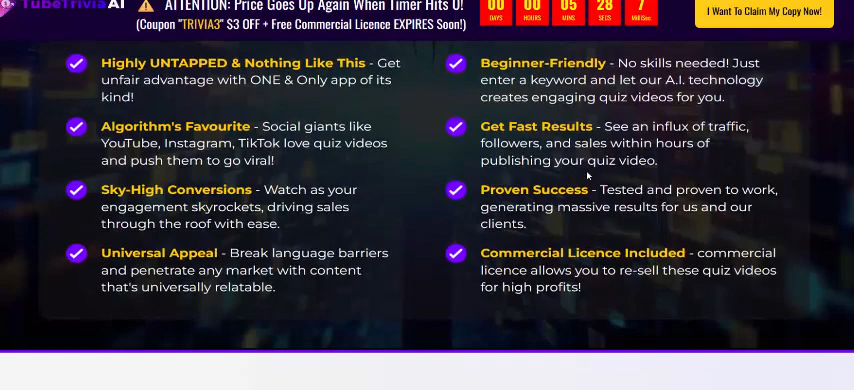 TubeTrivia AI
ATTENTION: Price Goes Up Again When Timer Hits 0!
(Coupon "TRIVIA3" $3 OFF + Free Commercial Licence EXPIRES Soon!)
00 00 05 28 7
DAYS HOURS MINS SECS MilliSec
I Want To Claim My Copy Now!
Highly UNTAPPED & Nothing Like This - Get
unfair advantage with ONE & Only app of its
kind!
Algorithm's Favourite - Social giants like
YouTube, Instagram, TikTok love quiz videos
and push them to go viral!
Sky-High Conversions - Watch as your
engagement skyrockets, driving sales
through the roof with ease.
Universal Appeal - Break language barriers
and penetrate any market with content
that's universally relatable.
Beginner-Friendly - No skills needed! Just
enter a keyword and let our A.I. technology
creates engaging quiz videos for you.
Get Fast Results - See an influx of traffic,
followers, and sales within hours of
publishing your quiz video.
Proven Success - Tested and proven to work,
generating massive results for us and our
clients.
Commercial Licence Included - commercial
licence allows you to re-sell these quiz videos
for high profits!